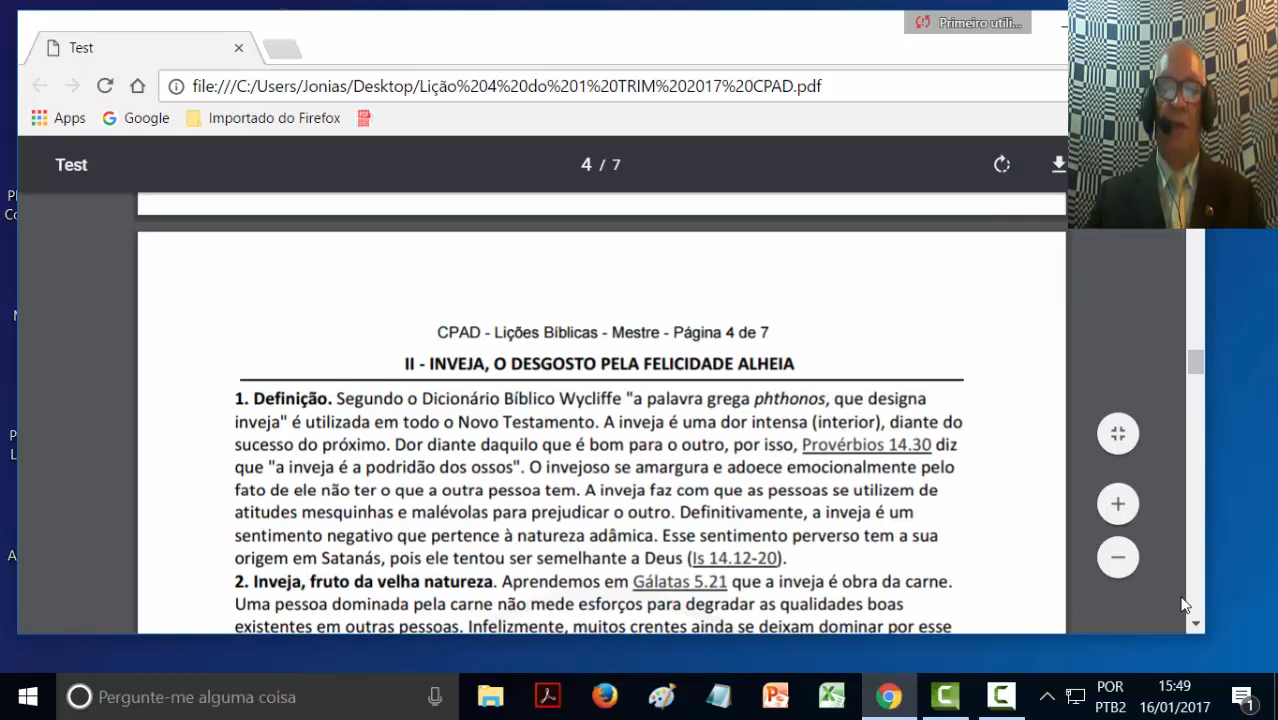 Primeiro utili...
Test
file:///C:/Users/Jonias/Desktop/Lição%204%20do%201%20TRIM%202017%20CPAD.pdf
Apps
Google
Importado do Firefox
Test
4 / 7
CPAD - Lições Bíblicas - Mestre - Página 4 de 7
II - INVEJA, O DESGOSTO PELA FELICIDADE ALHEIA
1. Definição. Segundo o Dicionário Bíblico Wycliffe "a palavra grega phthonos, que designa
inveja" é utilizada em todo o Novo Testamento. A inveja é uma dor intensa (interior), diante do
sucesso do próximo. Dor diante daquilo que é bom para o outro, por isso, Provérbios 14.30 diz
que "a inveja é a podridão dos ossos". O invejoso se amargura e adoece emocionalmente pelo
fato de ele não ter o que a outra pessoa tem. A inveja faz com que as pessoas se utilizem de
atitudes mesquinhas e malévolas para prejudicar o outro. Definitivamente, a inveja é um
sentimento negativo que pertence à natureza adâmica. Esse sentimento perverso tem a sua
origem em Satanás, pois ele tentou ser semelhante a Deus (Is 14.12-20).
2. Inveja, fruto da velha natureza. Aprendemos em Gálatas 5.21 que a inveja é obra da carne.
Uma pessoa dominada pela carne não mede esforços para degradar as qualidades boas
existentes em outras pessoas. Infelizmente, muitos crentes ainda se deixam dominar por esse
Pergunte-me alguma coisa
POR
PTB2
15:49
16/01/2017
1